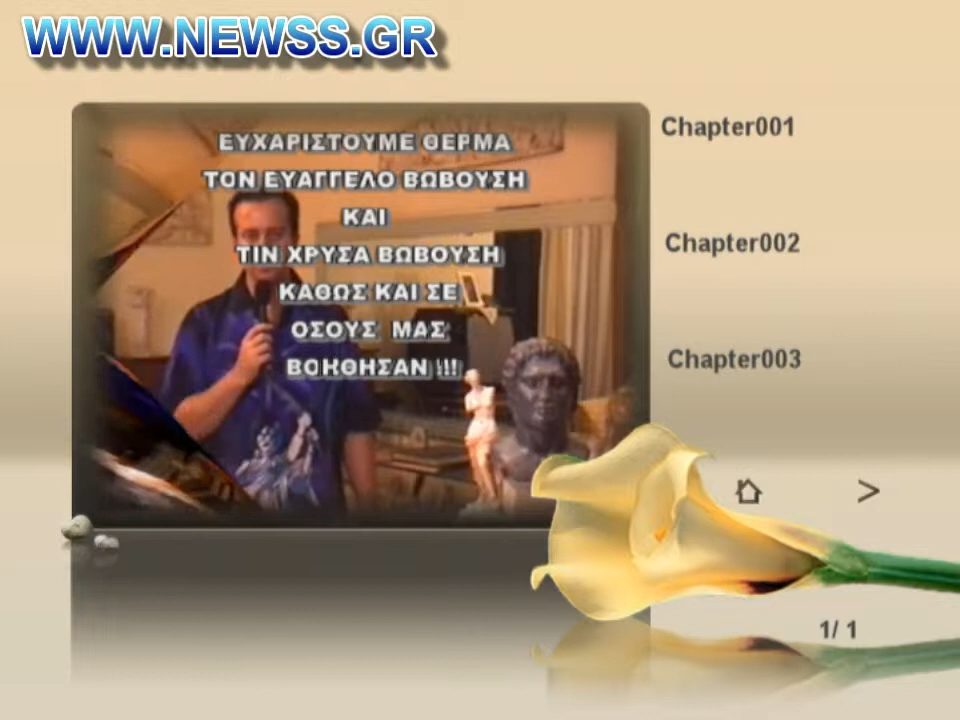 WWW.NEWSS.GR
ΕΥΧΑΡΙΣΤΟΥΜΕ ΘΕΡΜΑ
ΤΟΝ ΕΥΑΓΓΕΛΟ ΒΩΒΟΥΣΗ
ΚΑΙ
ΤΙΝ ΧΡΥΣΑ ΒΩΒΟΥΣΗ
ΚΑΘΩΣ ΚΑΙ ΣΕ
ΟΣΟΥΣ ΜΑΣ
ΒΟΗΘΗΣΑΝ !!!
Chapter001
Chapter002
Chapter003
>
1/ 1